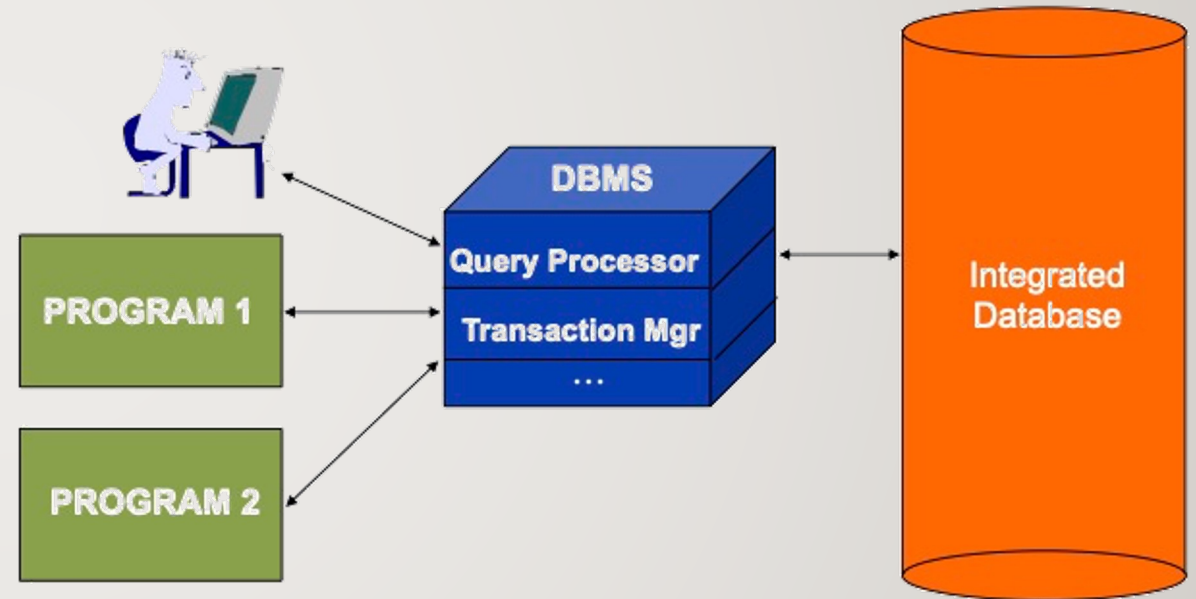 DBMS
Query Processor
PROGRAM 1
Transaction Mgr
...
PROGRAM 2
Integrated
Database